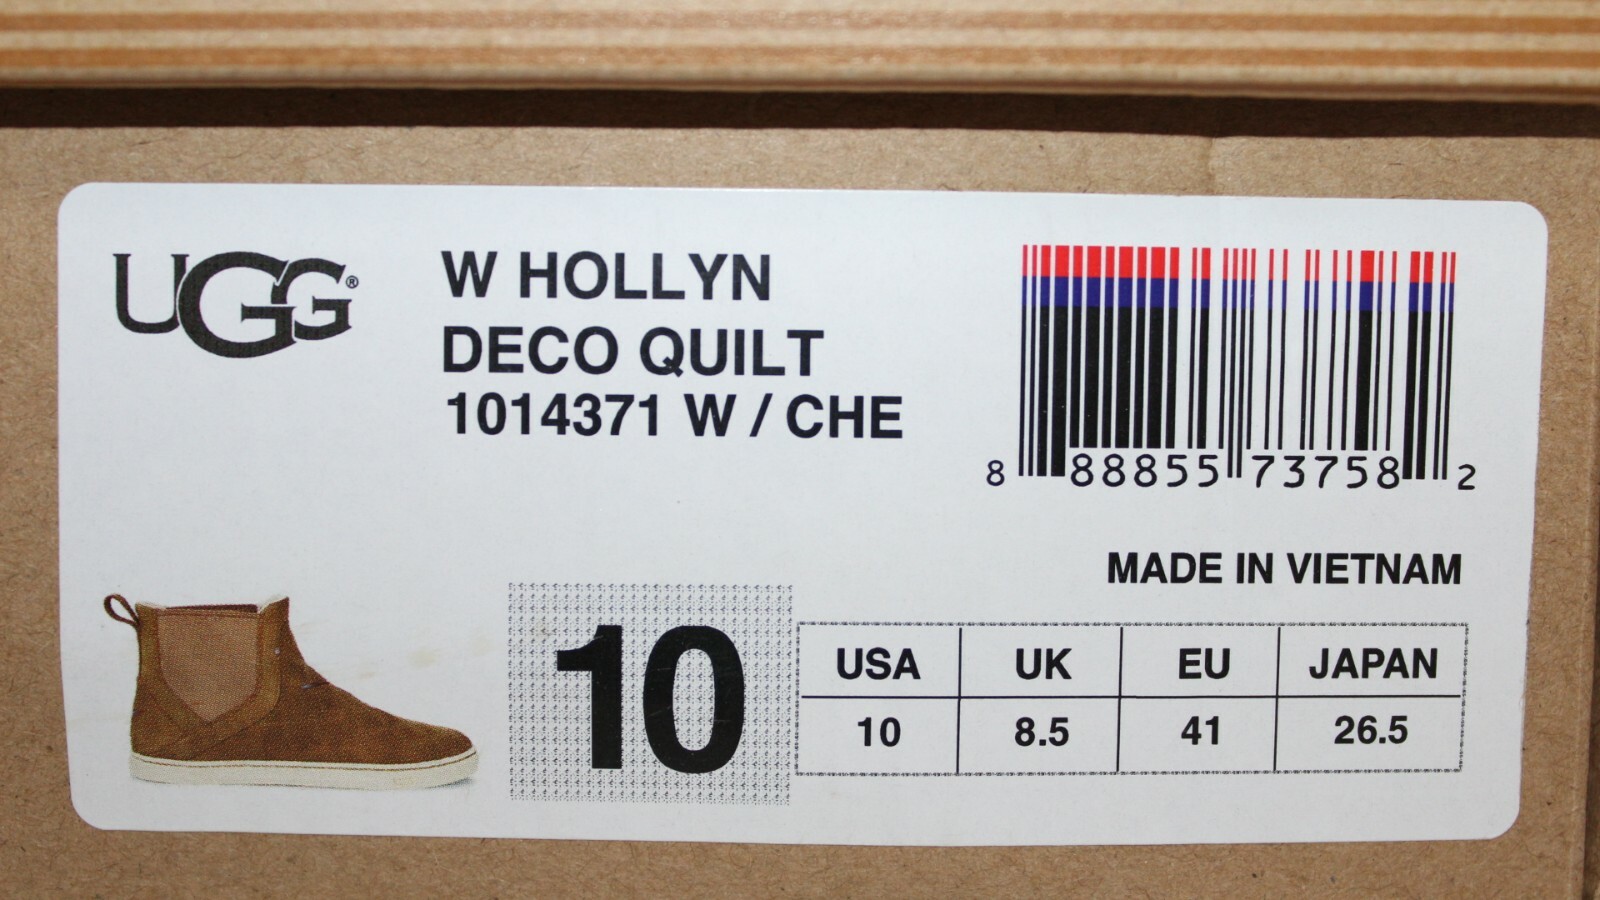 UGG®
W HOLLYN
DECO QUILT
1014371 W / CHE
8 88855 73758 2
MADE IN VIETNAM
10
USA UK EU JAPAN
10 8.5 41 26.5